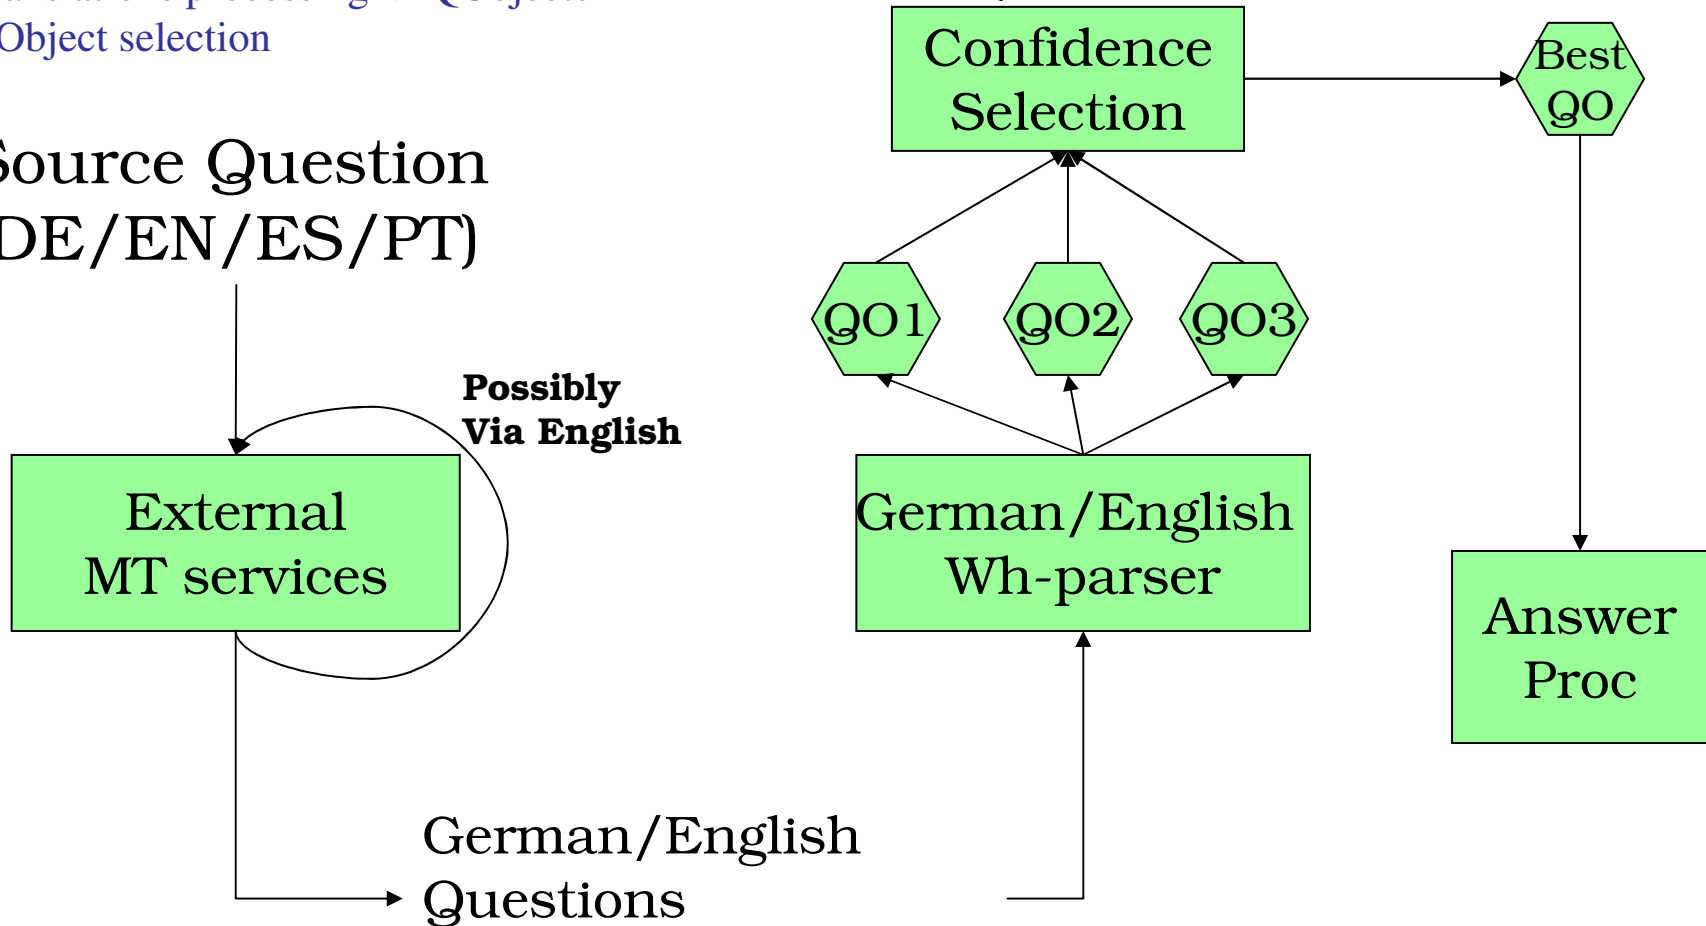 Object selection
Source Question
DE/EN/ES/PT)
Possibly
Via English
External
MT services
German/English
Questions
German/English
Wh-parser
QO1
QO2
QO3
Confidence
Selection
Best
QO
Answer
Proc